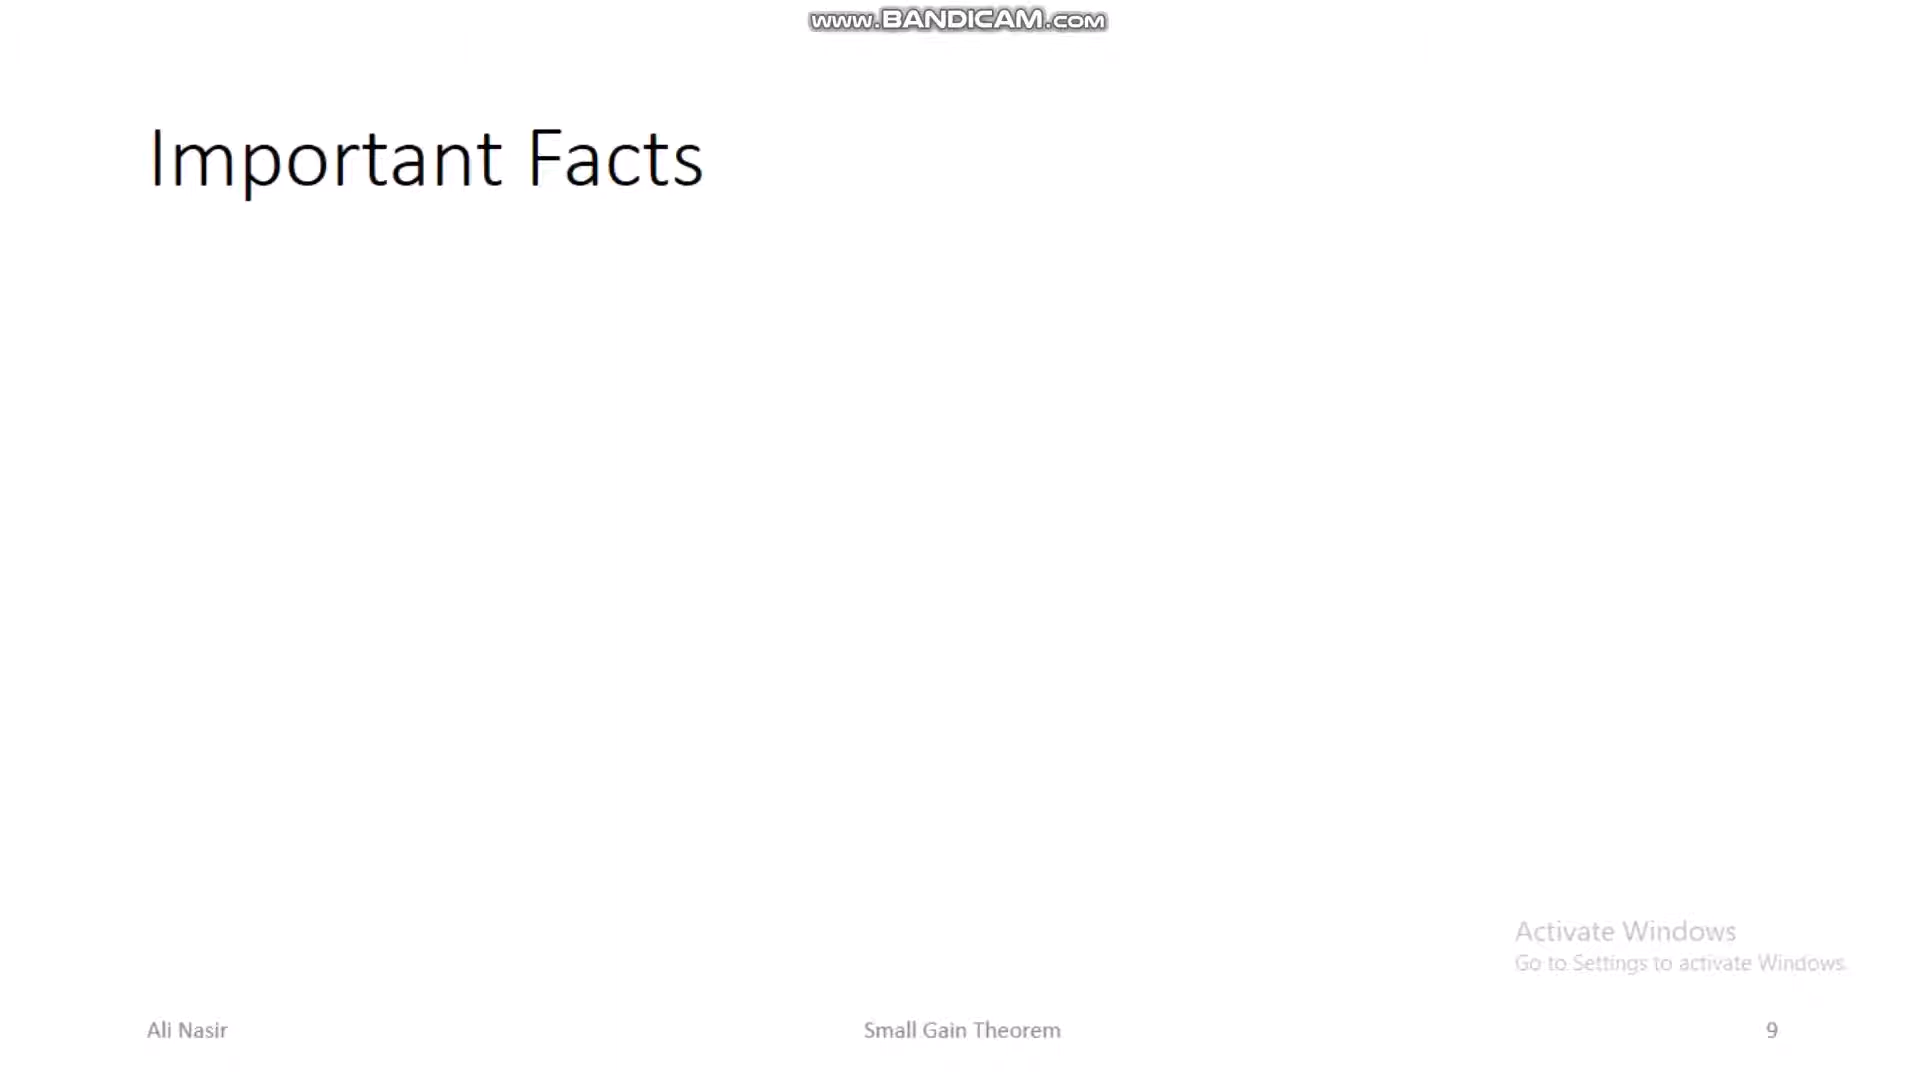 www.BANDICAM.com
Important Facts
Activate Windows
Go to Settings to activate Windows.
Ali Nasir
Small Gain Theorem
9